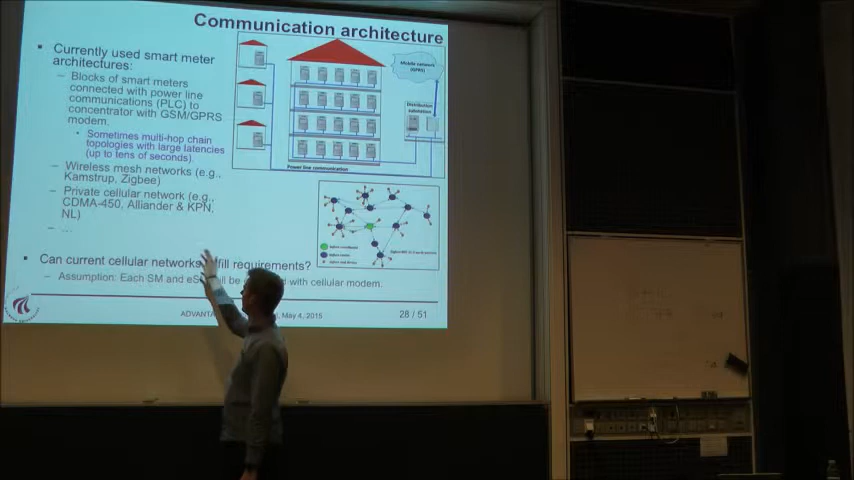 Communication architecture
Currently used smart meter
architectures:
– Blocks of smart meters
connected with power line
communications (PLC) to
concentrator with GSM/GPRS
modem.
Sometimes multi-hop chain
topologies with large latencies
(up to tens of seconds).
– Wireless mesh networks (e.g.,
Kamstrup, Zigbee)
– Private cellular network (e.g.,
CDMA-450, Alliander & KPN,
NL)
– ...
Mobile network
(GPRS)
Distribution
substation
Power line communication
Can current cellular networks fill requirements?
– Assumption: Each SM and eS will be with cellular modem.
ADVANT May 4, 2015
28 / 51